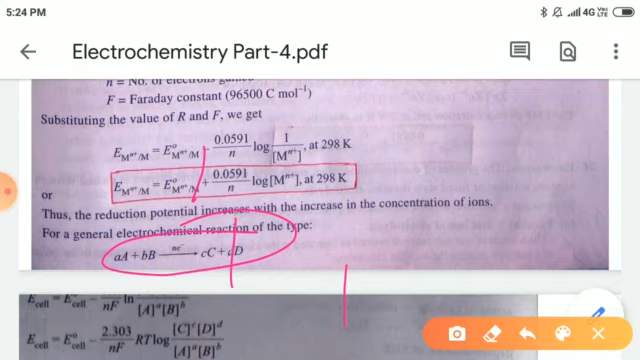 5:24 PM
4G VoLTE
Electrochemistry Part-4.pdf
n = No. of electrons
F = Faraday constant (96500 C mol⁻¹)
Substituting the value of R and F, we get
E_{Mⁿ⁺/M} = E°_{Mⁿ⁺/M} − 0.0591/n log 1/[Mⁿ⁺], at 298 K
E_{Mⁿ⁺/M} = E°_{Mⁿ⁺/M} + 0.0591/n log [Mⁿ⁺], at 298 K
or
Thus, the reduction potential increases with the increase in the concentration of ions.
For a general electrochemical reaction of the type:
aA + bB —ne⁻→ cC + dD
E_cell = E°_cell − /nF ln /[A]ᵃ[B]ᵇ
E_cell = E°_cell − 2.303/nF RT log [C]ᶜ[D]ᵈ/[A]ᵃ[B]ᵇ